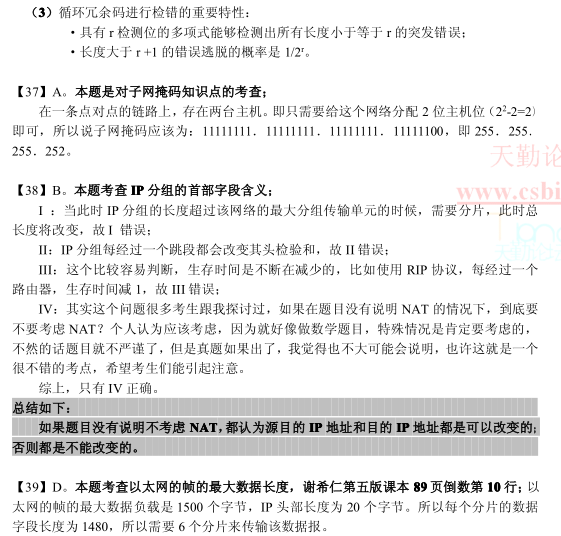 （3）循环冗余码进行检错的重要特性：
·具有 r 检测位的多项式能够检测出所有长度小于等于 r 的突发错误；
·长度大于 r +1 的错误逃脱的概率是 1/2ʳ。
【37】A。本题是对子网掩码知识点的考查；
在一条点对点的链路上，存在两台主机。即只需要给这个网络分配 2 位主机位（2²-2=2）
即可，所以说子网掩码应该为：11111111．11111111．11111111．11111100，即 255．255．
255．252。
天勤论
【38】B。本题考查 IP 分组的首部字段含义；
www.csbi
I ：当此时 IP 分组的长度超过该网络的最大分组传输单元的时候，需要分片，此时总
长度将改变，故 I 错误；
II：IP 分组每经过一个跳段都会改变其头检验和，故 II 错误；
III：这个比较容易判断，生存时间是不断在减少的，比如使用 RIP 协议，每经过一个
路由器，生存时间减 1，故 III 错误；
IV：其实这个问题很多考生跟我探讨过，如果在题目没有说明 NAT 的情况下，到底要
不要考虑 NAT？个人认为应该考虑，因为就好像做数学题目，特殊情况是肯定要考虑的，
不然的话题目就不严谨了，但是真题如果出了，我觉得也不大可能会说明，也许这就是一个
很不错的考点，希望考生们能引起注意。
综上，只有 IV 正确。
总结如下：
如果题目没有说明不考虑 NAT，都认为源目的 IP 地址和目的 IP 地址都是可以改变的；
否则都是不能改变的。
【39】D。本题考查以太网的帧的最大数据长度，谢希仁第五版课本 89 页倒数第 10 行；以
太网的帧的最大数据负载是 1500 个字节，IP 头部长度为 20 个字节。所以每个分片的数据
字段长度为 1480，所以需要 6 个分片来传输该数据报。